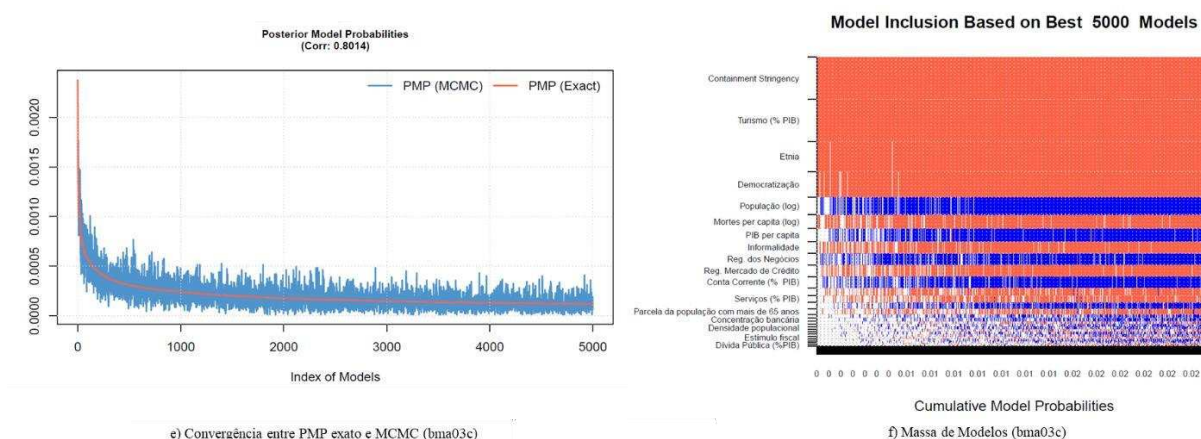 Posterior Model Probabilities
(Corr: 0.8014)
PMP (MCMC) PMP (Exact)
0.0020
0.0015
0.0010
0.0005
0.0000
0 1000 2000 3000 4000 5000
Index of Models
e) Convergência entre PMP exato e MCMC (bma03c)
Model Inclusion Based on Best 5000 Models
Containment Stringency
Turismo (% PIB)
Etnia
Democratização
População (log)
Mortes per capita (log)
PIB per capita
Informalidade
Reg. dos Negócios
Reg. Mercado de Crédito
Conta Corrente (% PIB)
Serviços (% PIB)
Parcela da população com mais de 65 anos
Concentração bancária
Densidade populacional
Estímulo fiscal
Dívida Pública (%PIB)
0 0 0 0 0 0 0 0.01 0.01 0.01 0.01 0.01 0.01 0.01 0.02 0.02 0.02 0.02 0.02
Cumulative Model Probabilities
f) Massa de Modelos (bma03c)